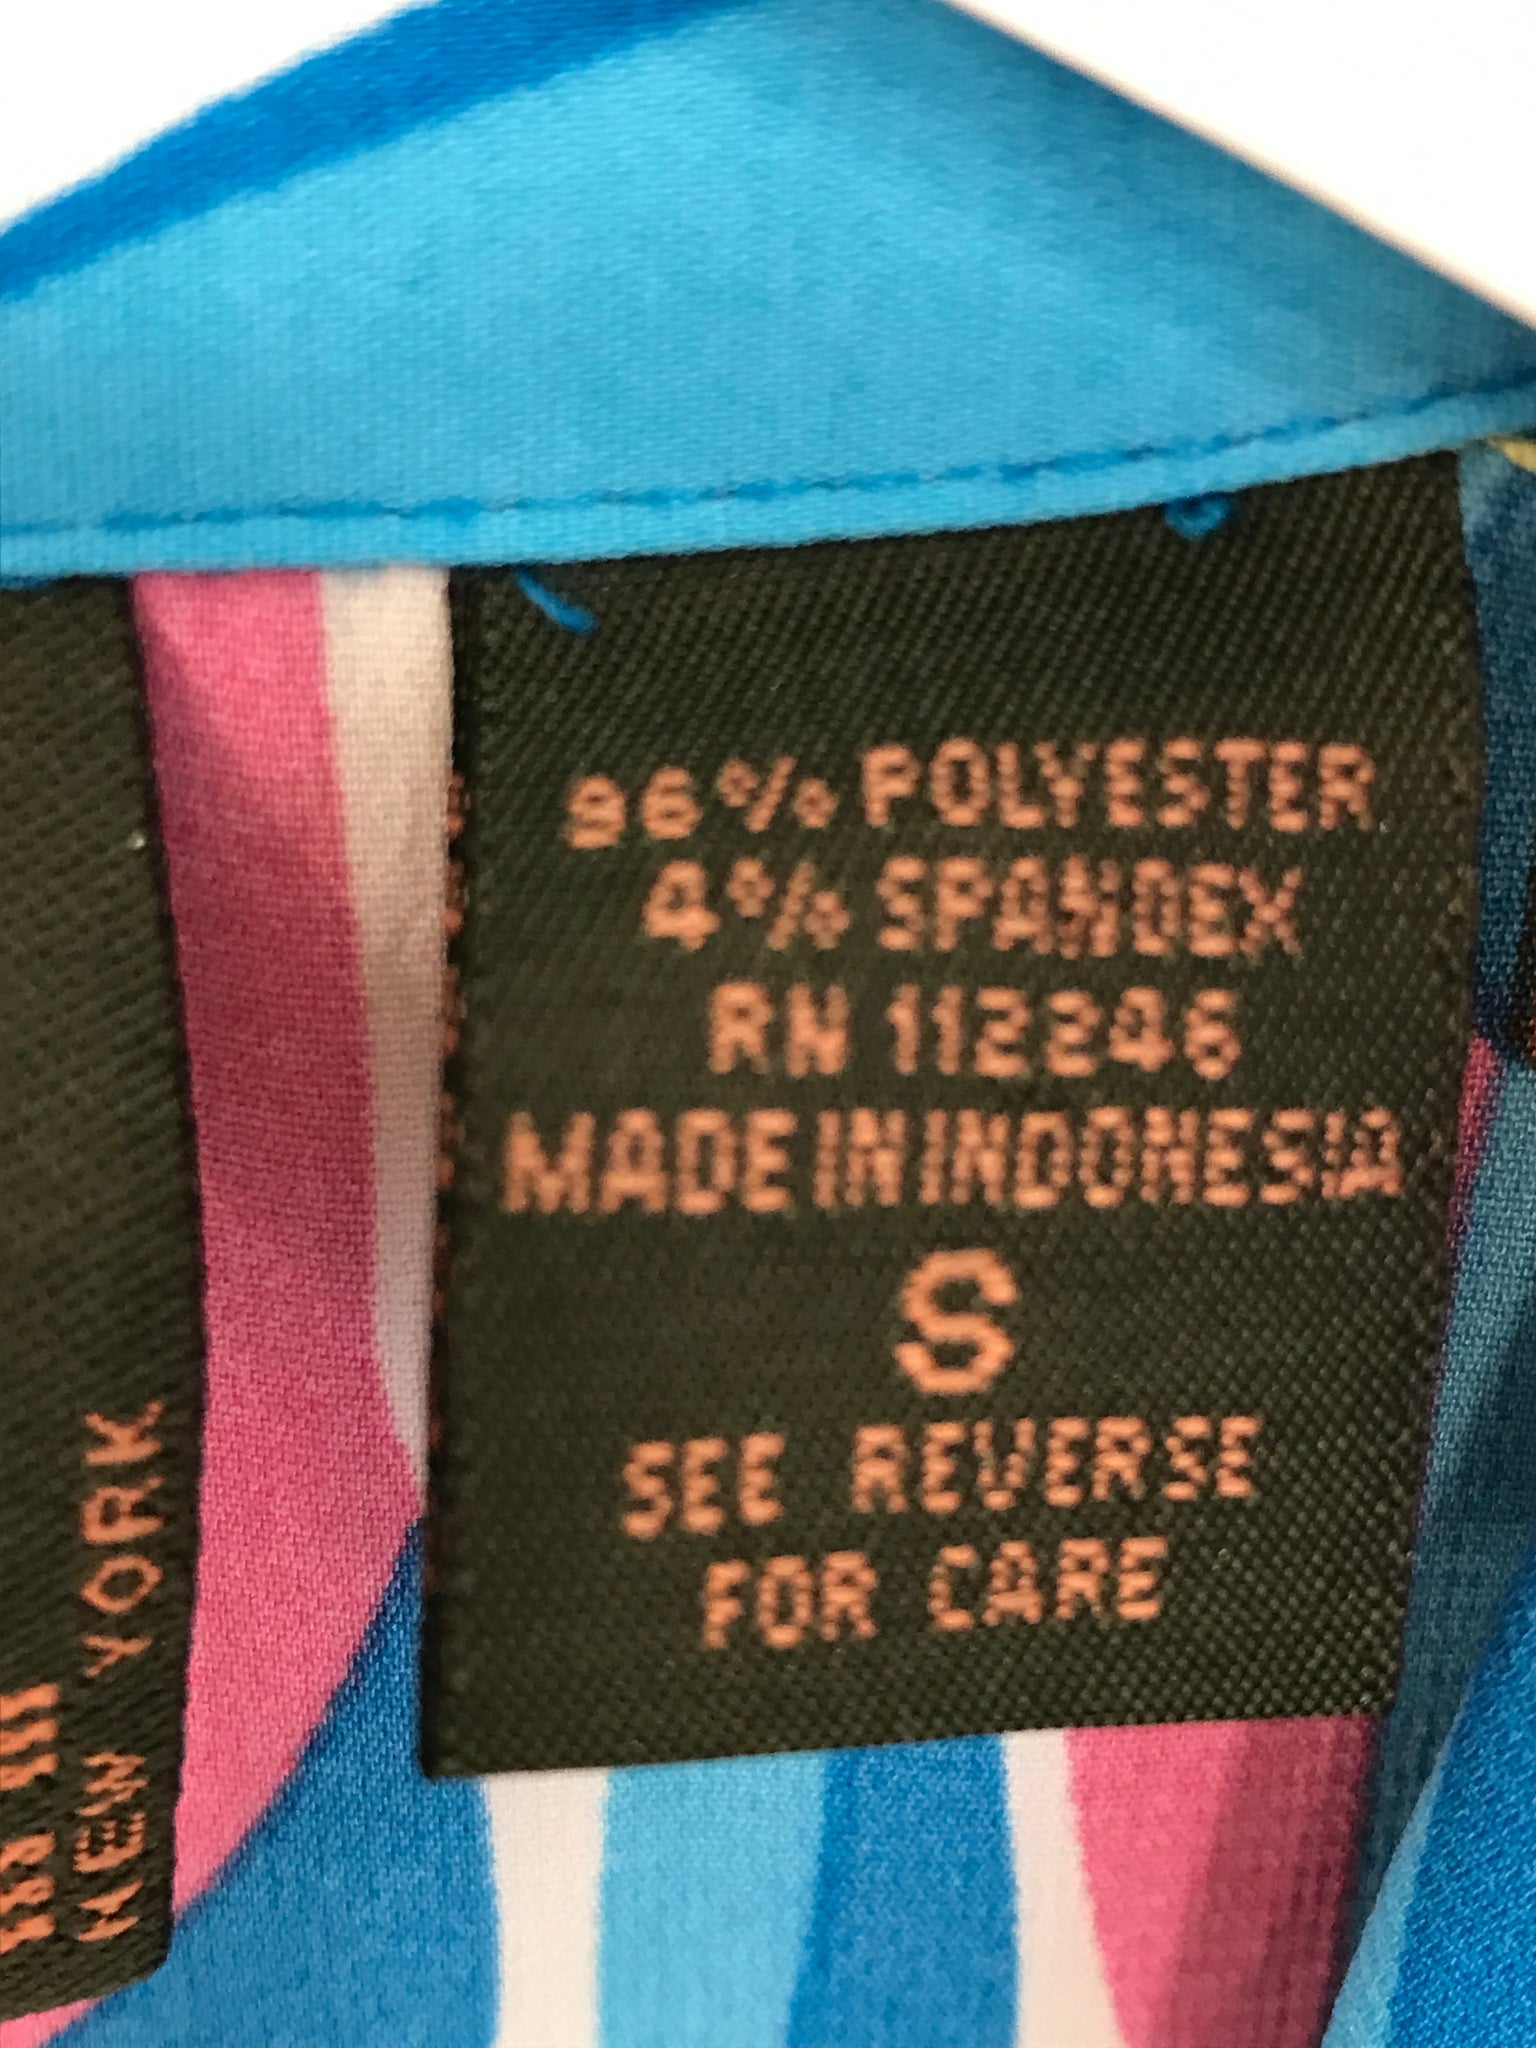 96% POLYESTER
4% SPANDEX
RN 112246
MADE IN INDONESIA
S
SEE REVERSE
FOR CARE
NEW YORK